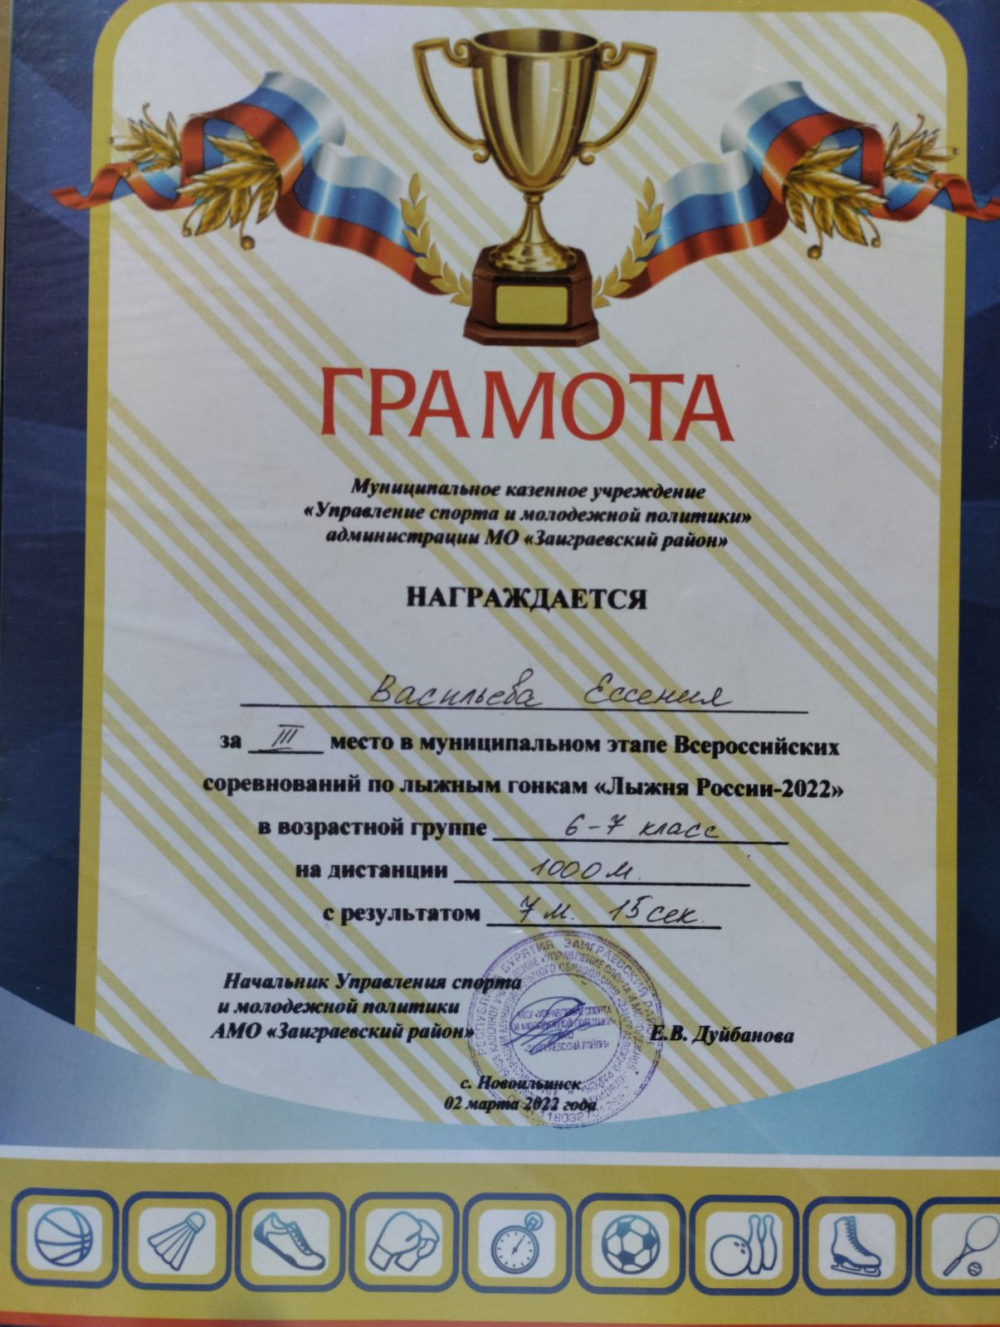 ГРАМОТА
Муниципальное казенное учреждение
«Управление спорта и молодежной политики»
администрации МО «Заиграевский район»
НАГРАЖДАЕТСЯ
Васильева Ессения
за III место в муниципальном этапе Всероссийских
соревнований по лыжным гонкам «Лыжня России-2022»
в возрастной группе 6-7 класс
на дистанции 1000 м.
с результатом 7 м. 15 сек.
Начальник Управления спорта
и молодежной политики
АМО «Заиграевский район» Е.В. Дуйбанова
с. Новоильинск
02 марта 2022 года